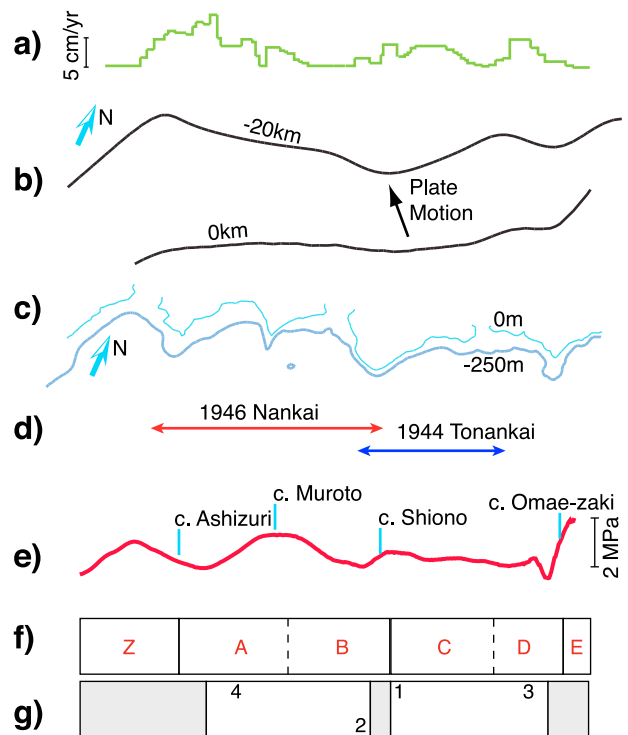 a)
5 cm/yr
N
-20km
b)
Plate
Motion
0km
c)
0m
N
-250m
d)
1946 Nankai
1944 Tonankai
e)
c. Ashizuri
c. Muroto
c. Shiono
c. Omae-zaki
2 MPa
f)
Z A B C D E
g)
4 1 3
2